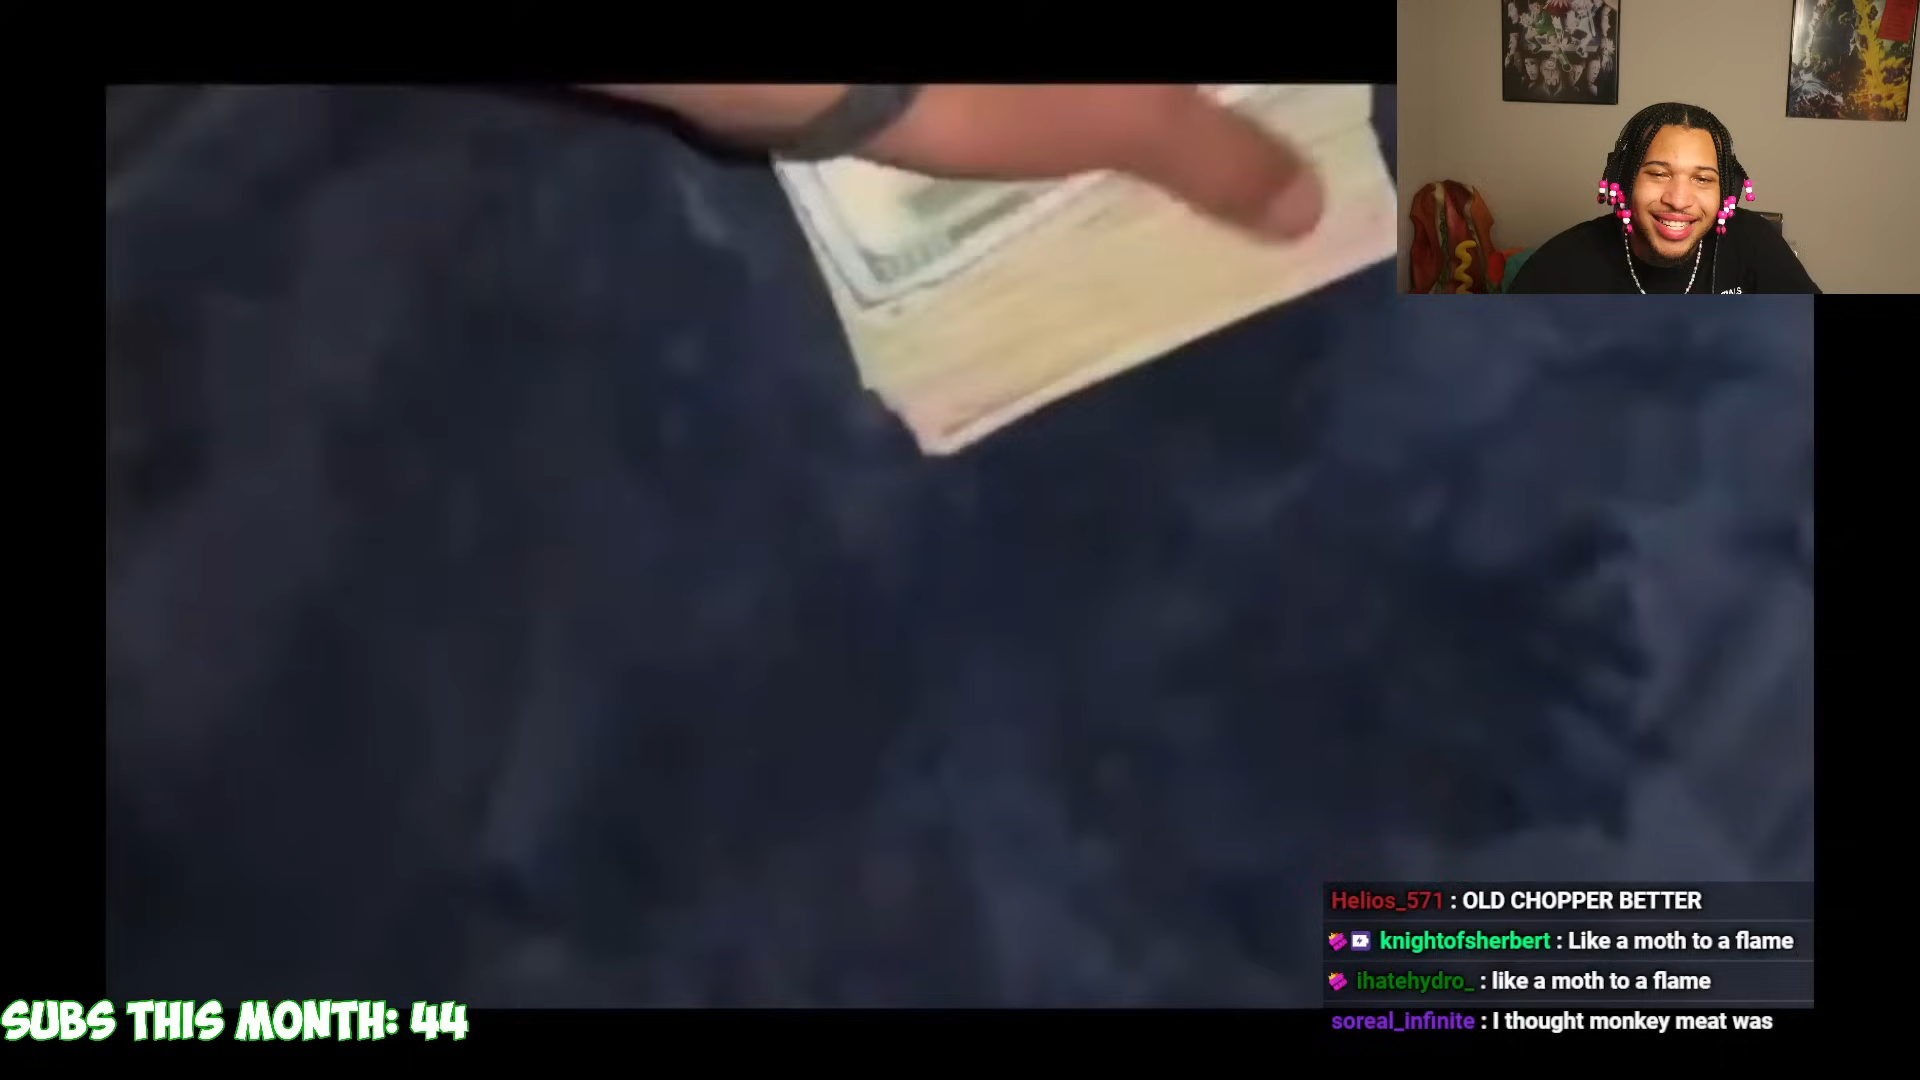 Helios_571 : OLD CHOPPER BETTER
knightofsherbert : Like a moth to a flame
ihatehydro_ : like a moth to a flame
soreal_infinite : I thought monkey meat was
SUBS THIS MONTH: 44